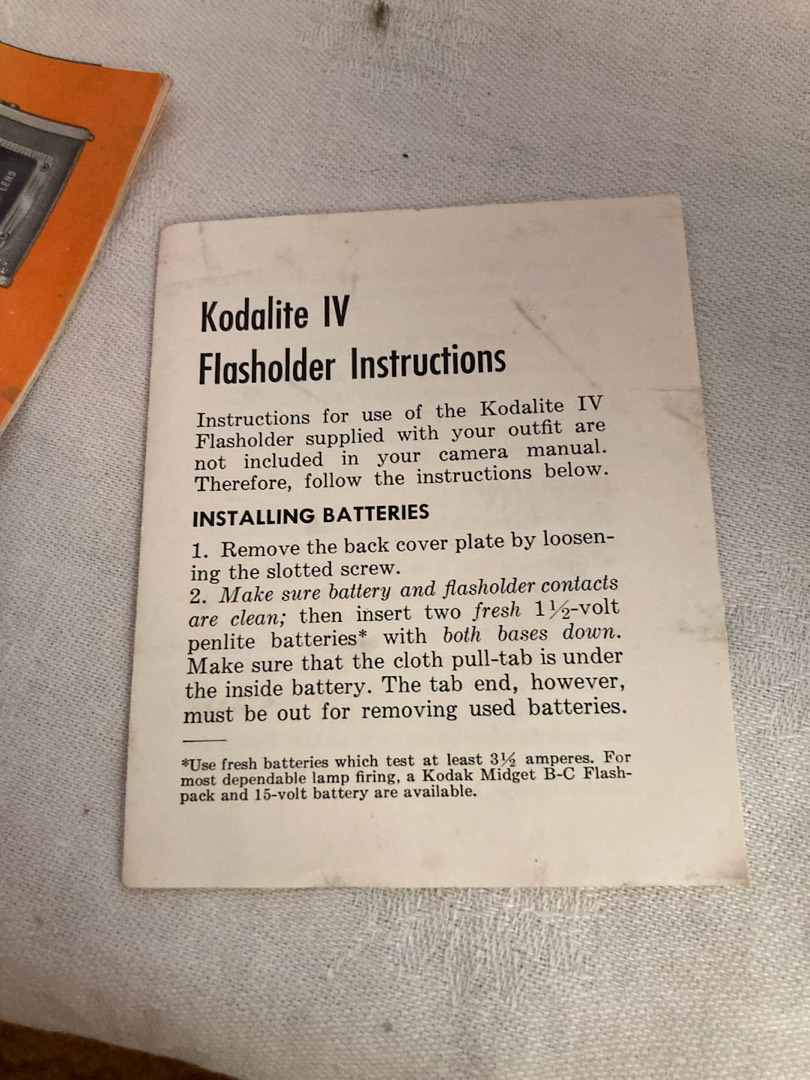 LENS
Kodalite IV
Flasholder Instructions
Instructions for use of the Kodalite IV
Flasholder supplied with your outfit are
not included in your camera manual.
Therefore, follow the instructions below.
INSTALLING BATTERIES
1. Remove the back cover plate by loosen-
ing the slotted screw.
2. Make sure battery and flasholder contacts
are clean; then insert two fresh 1½-volt
penlite batteries* with both bases down.
Make sure that the cloth pull-tab is under
the inside battery. The tab end, however,
must be out for removing used batteries.
*Use fresh batteries which test at least 3½ amperes. For
most dependable lamp firing, a Kodak Midget B-C Flash-
pack and 15-volt battery are available.